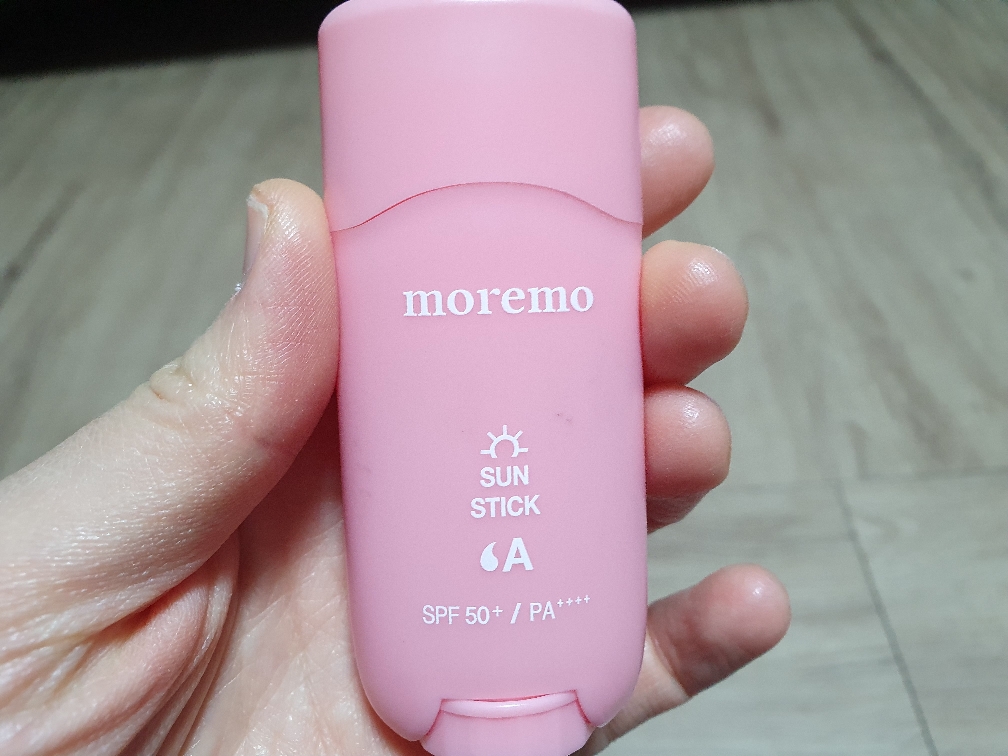 moremo
SUN
STICK
A
SPF 50+ / PA++++